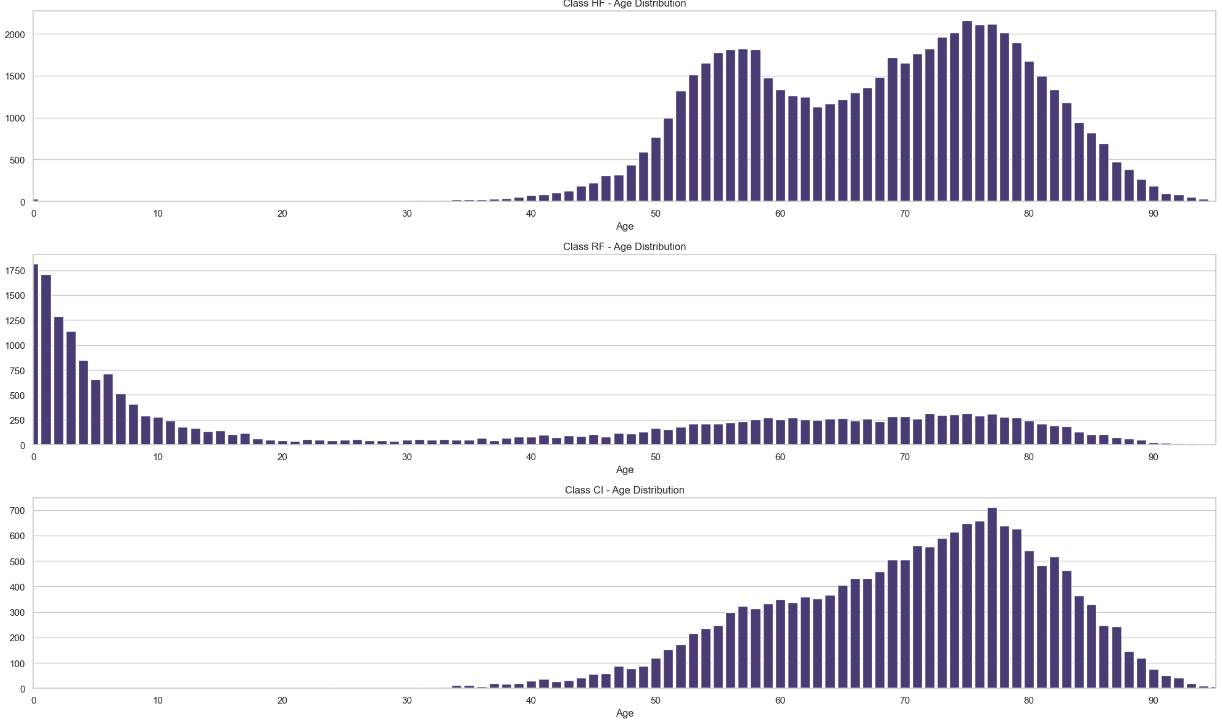 Class HF - Age Distribution
2000
1500
1000
500
0
0 10 20 30 40 50 60 70 80 90
Age
Class RF - Age Distribution
1750
1500
1250
1000
750
500
250
0
0 10 20 30 40 50 60 70 80 90
Age
Class CI - Age Distribution
700
600
500
400
300
200
100
0
0 10 20 30 40 50 60 70 80 90
Age